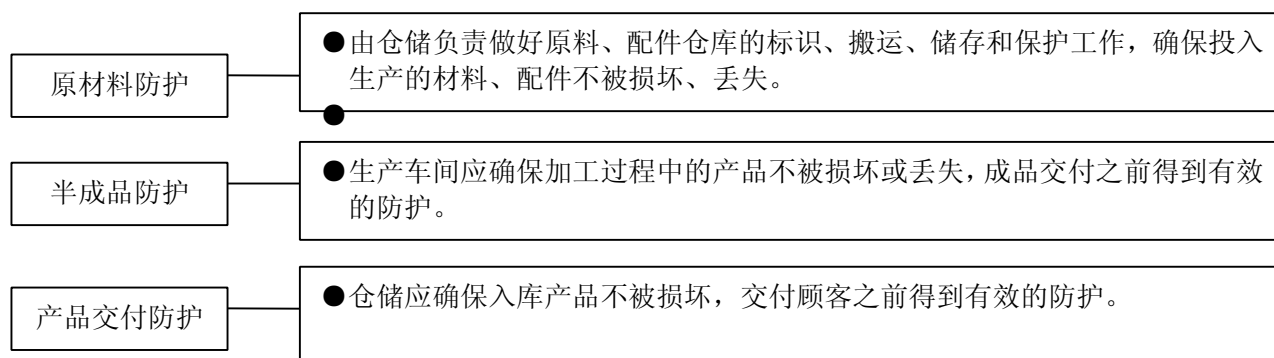 ●由仓储负责做好原料、配件仓库的标识、搬运、储存和保护工作，确保投入
原材料防护
生产的材料、配件不被损坏、丢失。
●
●生产车间应确保加工过程中的产品不被损坏或丢失，成品交付之前得到有效
半成品防护
的防护。
●仓储应确保入库产品不被损坏，交付顾客之前得到有效的防护。
产品交付防护